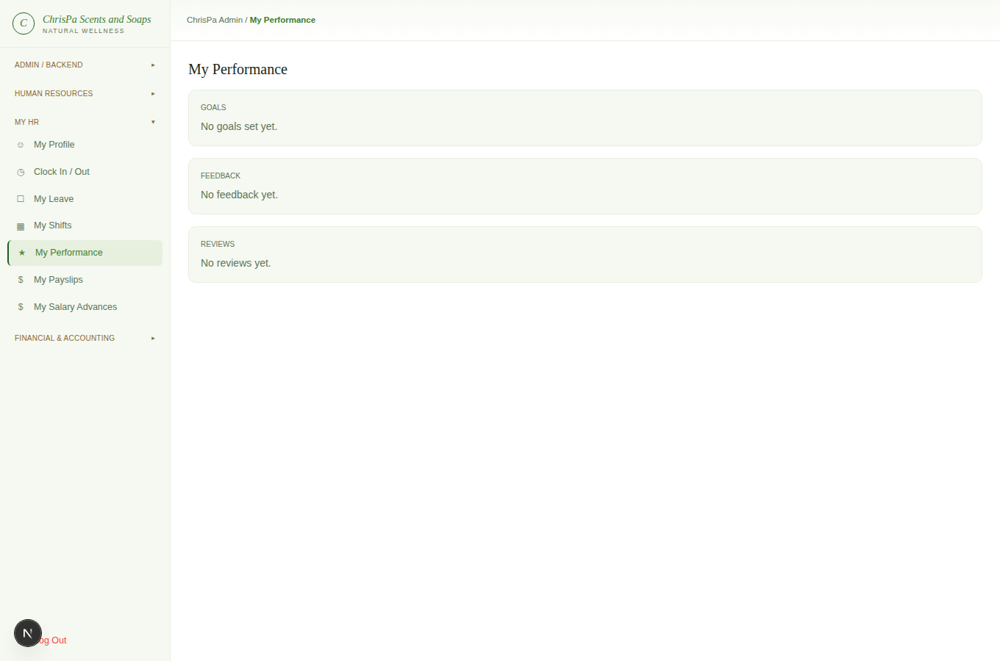 C
ChrisPa Scents and Soaps
NATURAL WELLNESS
ChrisPa Admin / My Performance
ADMIN / BACKEND
HUMAN RESOURCES
MY HR
My Profile
Clock In / Out
My Leave
My Shifts
My Performance
$ My Payslips
$ My Salary Advances
FINANCIAL & ACCOUNTING
N
Out
My Performance
GOALS
No goals set yet.
FEEDBACK
No feedback yet.
REVIEWS
No reviews yet.